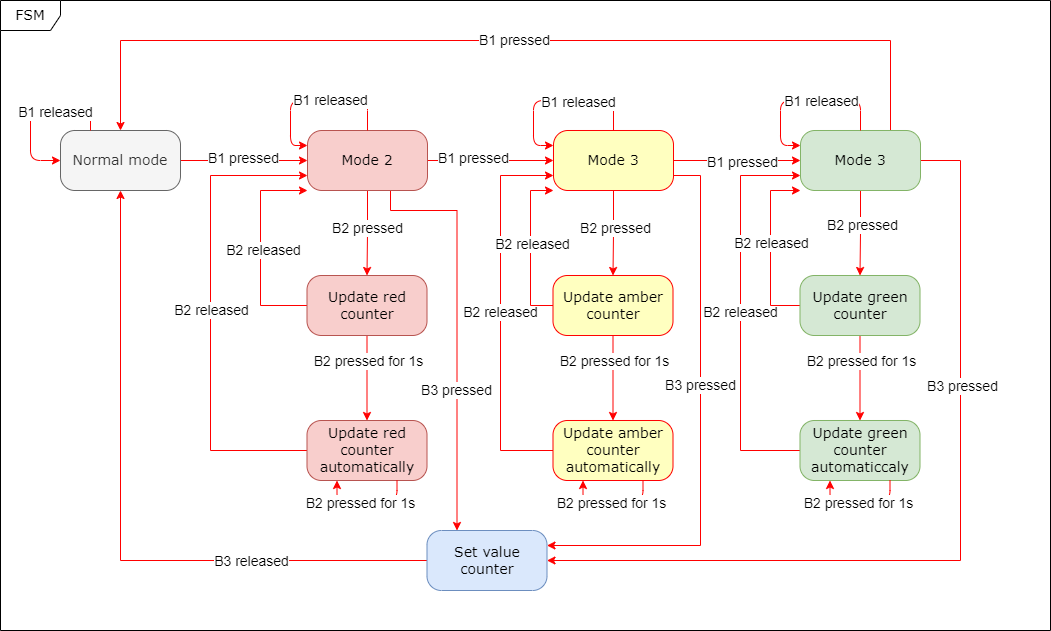 FSM
B1 pressed
B1 released
B1 released
B1 released
B1 released
Normal mode
B1 pressed
Mode 2
B1 pressed
Mode 3
B1 pressed
Mode 3
B2 pressed
B2 pressed
B2 pressed
B2 released
B2 released
B2 released
Update red
counter
Update amber
counter
Update green
counter
B2 released
B2 released
B2 released
B2 pressed for 1s
B2 pressed for 1s
B2 pressed for 1s
B3 pressed
B3 pressed
B3 pressed
Update red
counter
automatically
Update amber
counter
automatically
Update green
counter
automaticcaly
B2 pressed for 1s
B2 pressed for 1s
B2 pressed for 1s
B3 released
Set value
counter